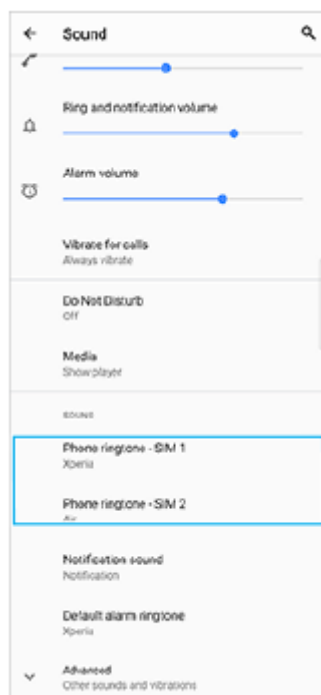 Sound
Ring and notification volume
Alarm volume
Vibrate for calls
Always vibrate
Do Not Disturb
Off
Media
Show player
SOUND
Phone ringtone - SIM 1
Xperia
Phone ringtone - SIM 2
Air
Notification sound
Notification
Default alarm ringtone
Xperia
Advanced
Other sounds and vibrations